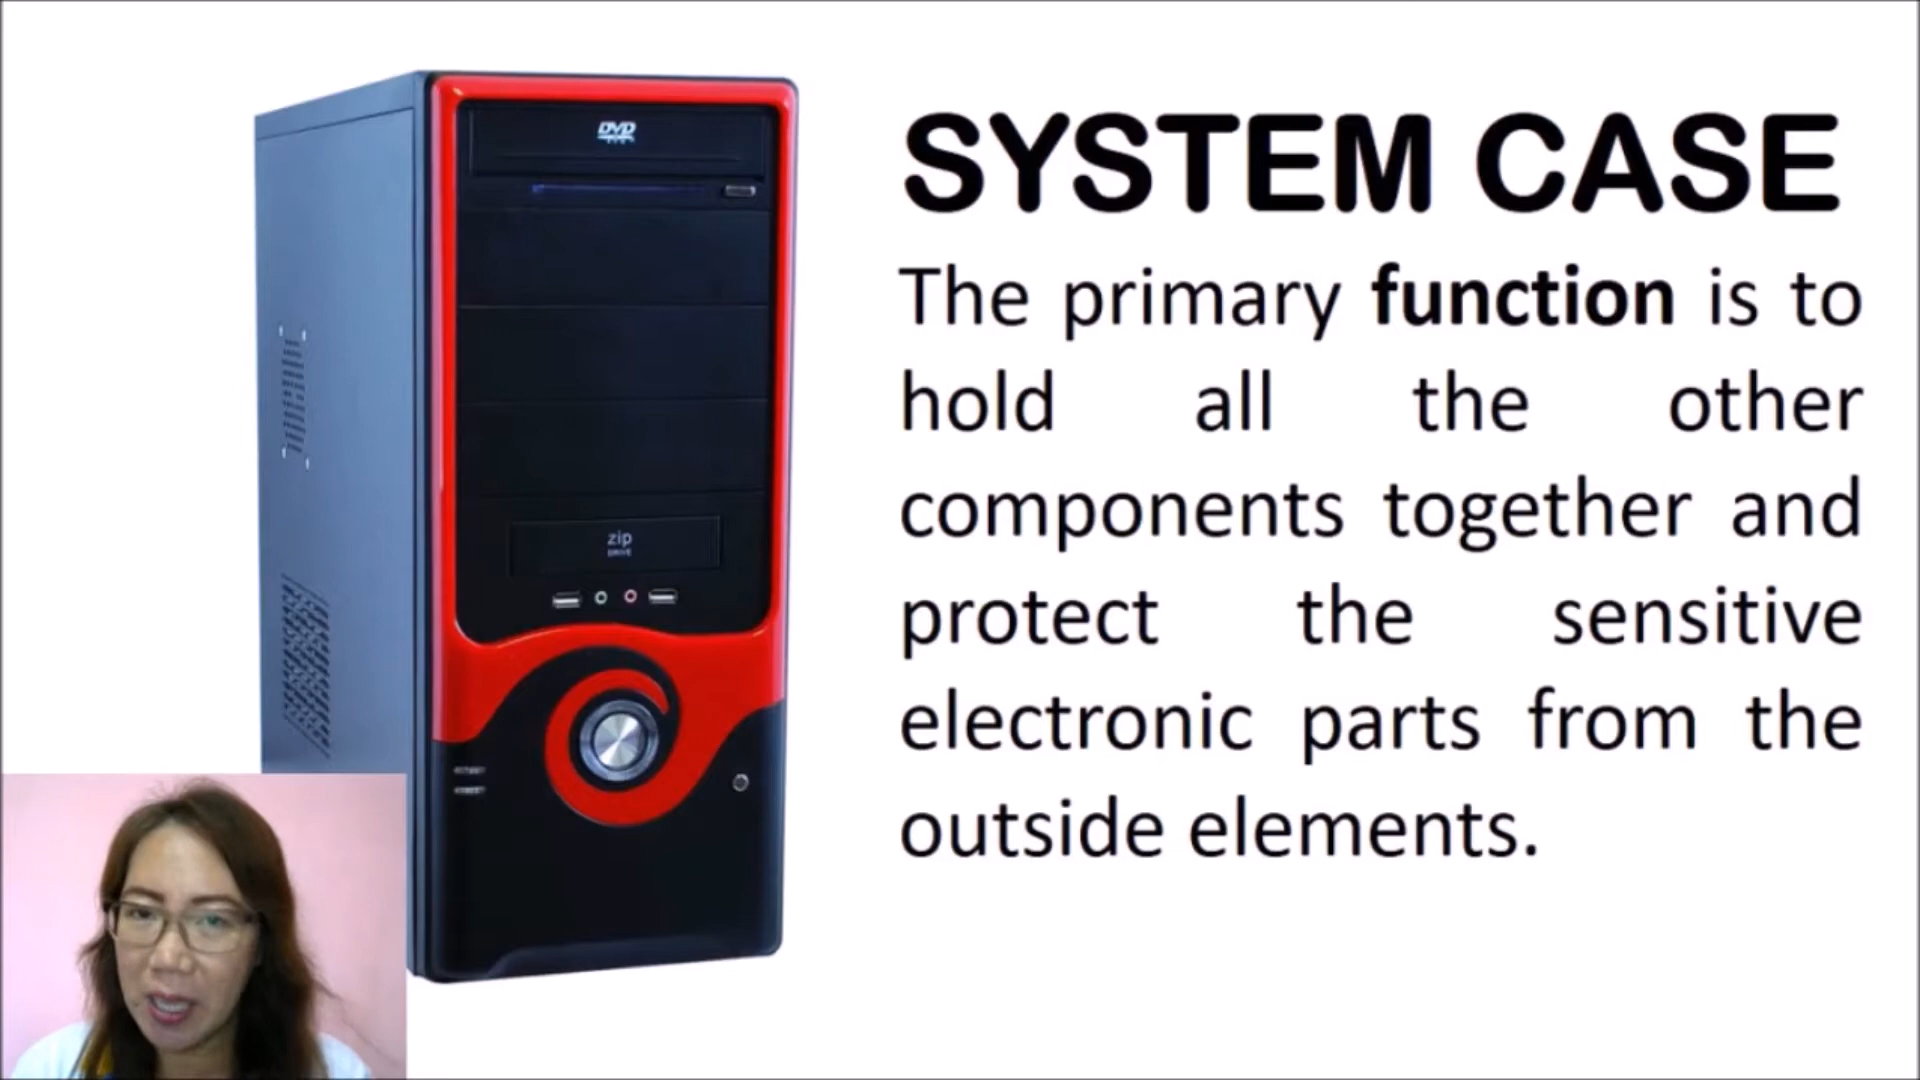 DVD
SYSTEM CASE
The primary function is to
hold all the other
components together and
protect the sensitive
electronic parts from the
outside elements.
zip
DRIVE